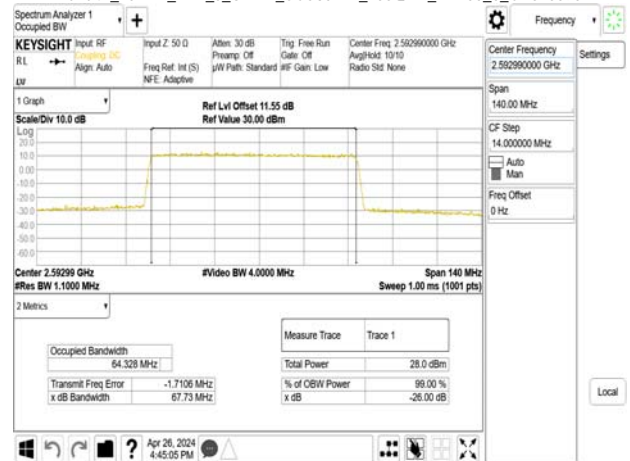 Spectrum Analyzer 1
Occupied BW
Frequency
KEYSIGHT Input: RF Input Z: 50 Ω Atten: 30 dB Trig: Free Run Center Freq: 2.592990000 GHz
RL Coupling: DC Preamp: Off Gate: Off Avg|Hold: 10/10
Align: Auto Freq Ref: Int (S) µW Path: Standard #IF Gain: Low Radio Std: None
LV NFE: Adaptive
Center Frequency
2.592990000 GHz
Settings
Span
140.00 MHz
CF Step
14.000000 MHz
Auto
Man
Freq Offset
0 Hz
1 Graph
Ref Lvl Offset 11.55 dB
Scale/Div 10.0 dB Ref Value 30.00 dBm
Log
20.0
10.0
0.00
-10.0
-20.0
-30.0
-40.0
-50.0
-60.0
Center 2.59299 GHz #Video BW 4.0000 MHz Span 140 MHz
#Res BW 1.1000 MHz Sweep 1.00 ms (1001 pts)
2 Metrics
Measure Trace Trace 1
Occupied Bandwidth
64.328 MHz Total Power 28.0 dBm
Transmit Freq Error -1.7106 MHz % of OBW Power 99.00 %
x dB Bandwidth 67.73 MHz x dB -26.00 dB
Local
? Apr 26, 2024
4:45:05 PM